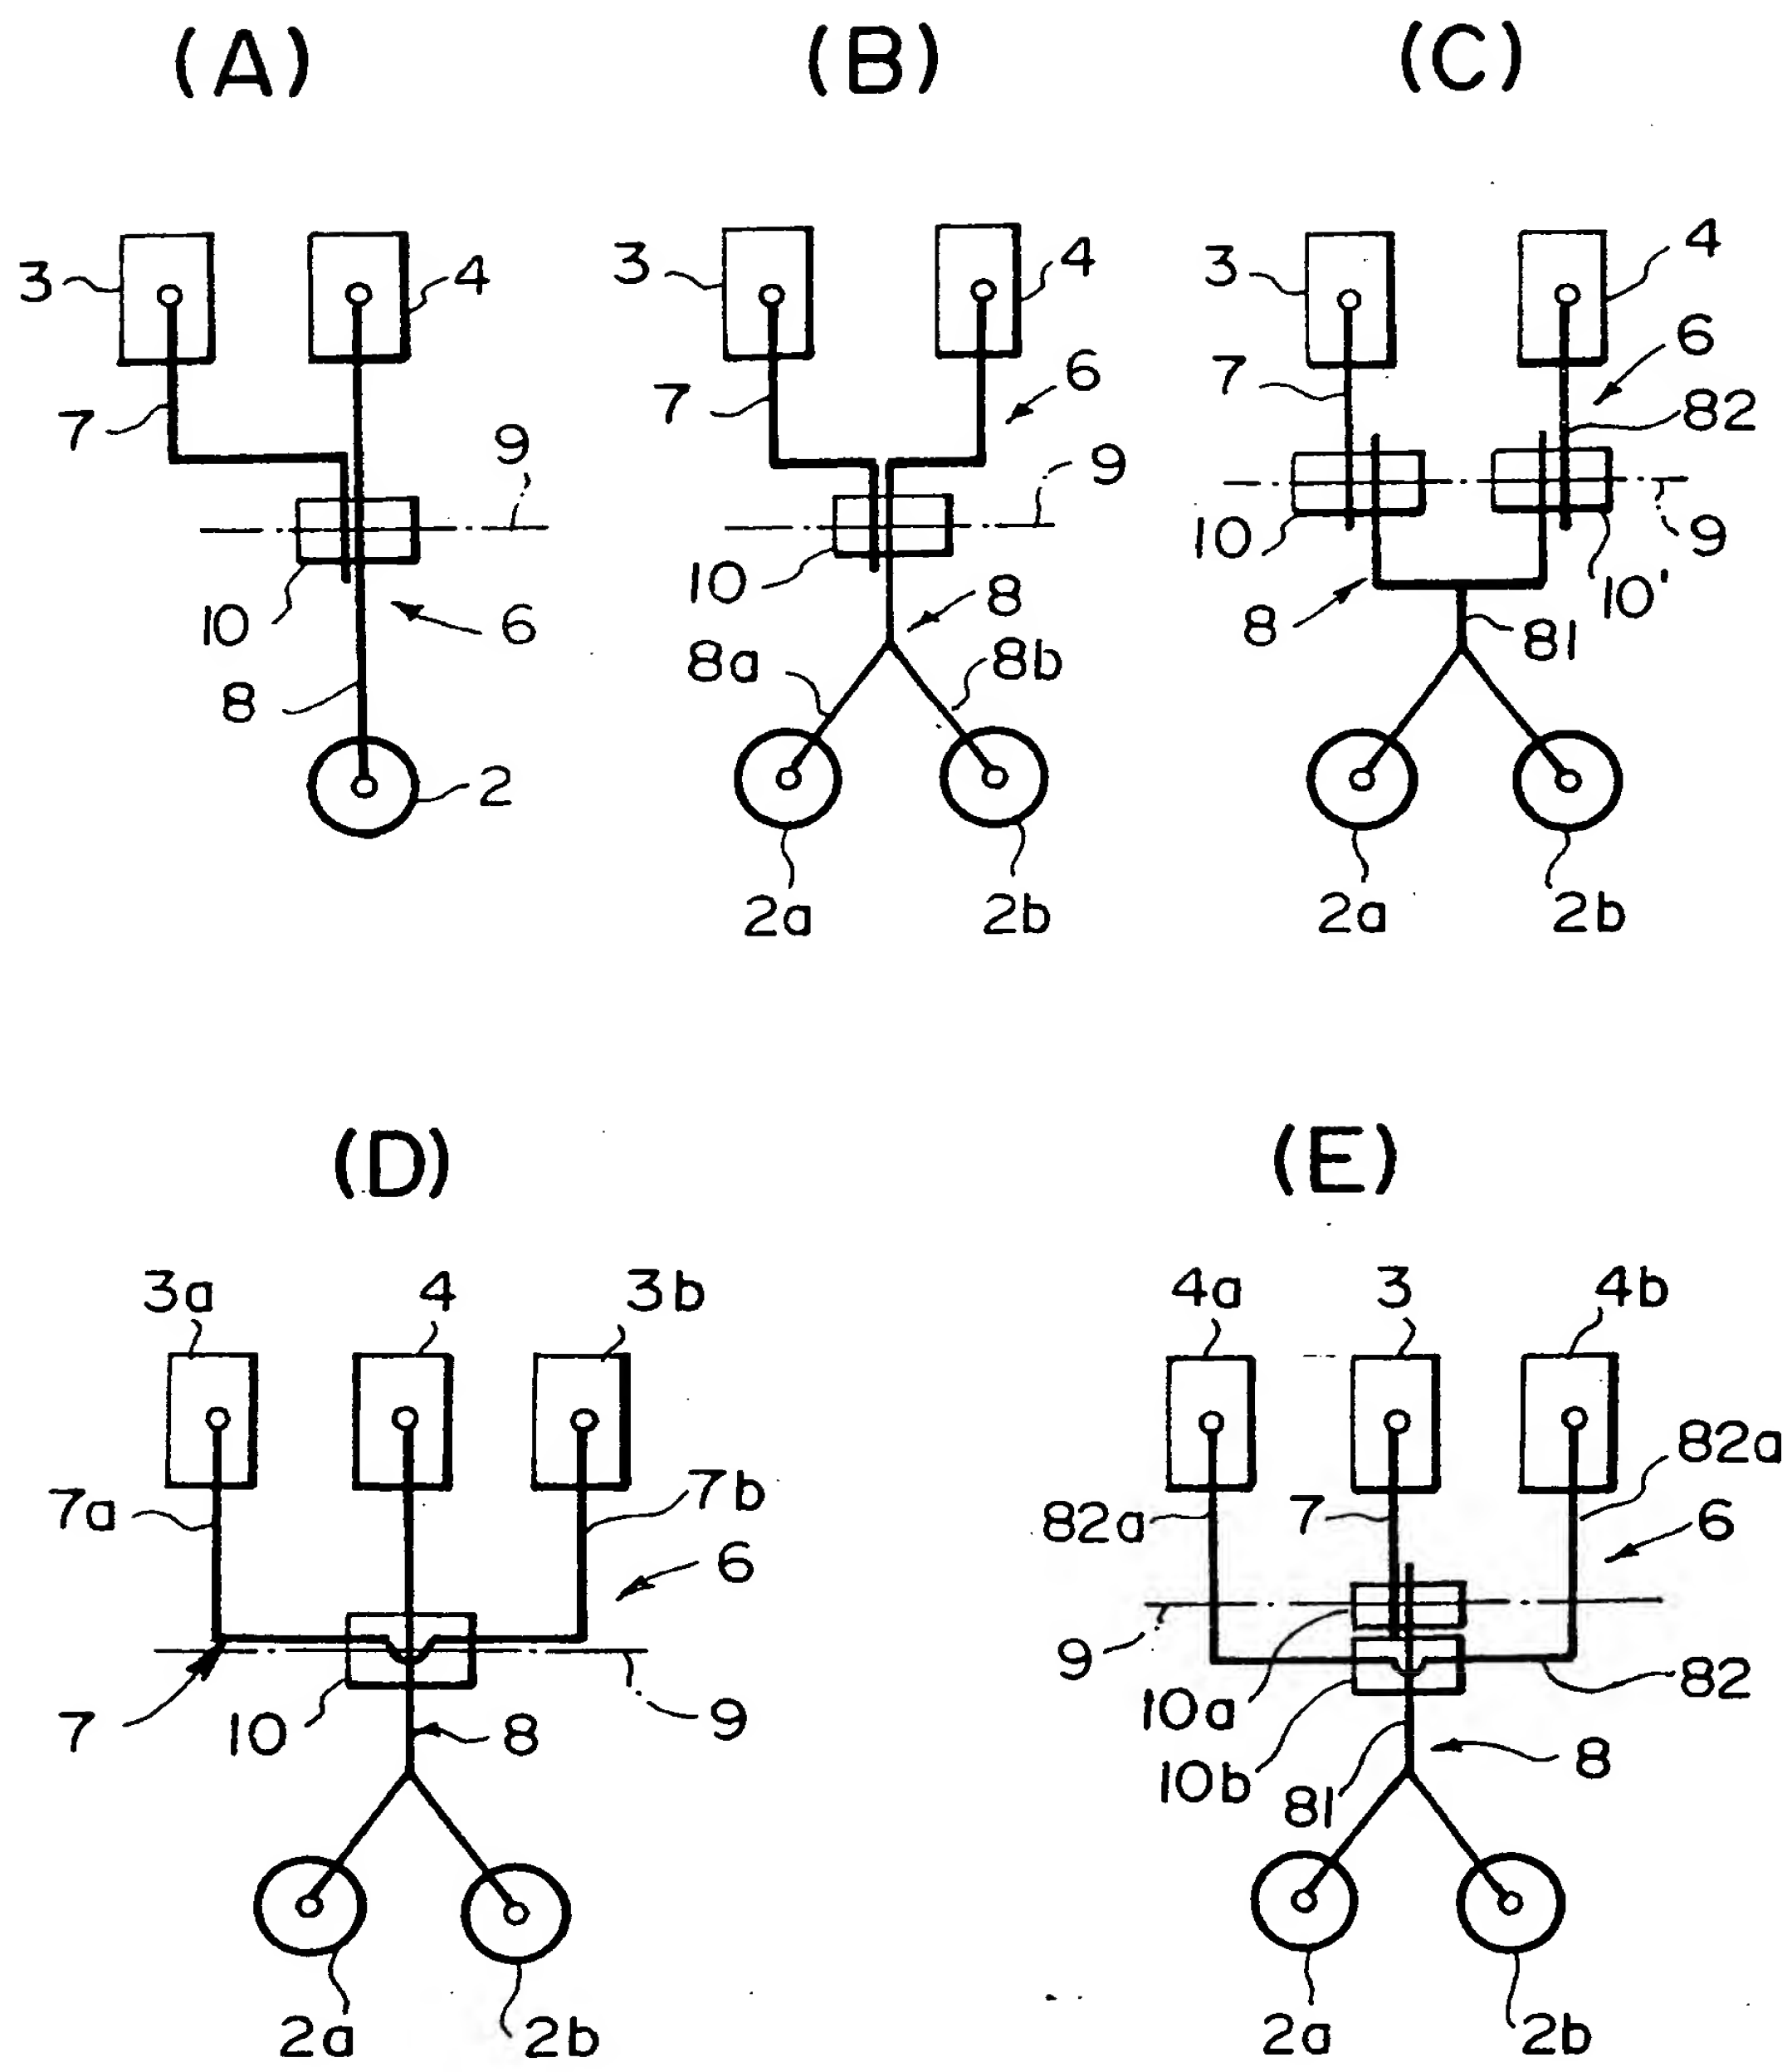 (A) (B) (C)
3 4 3 4 3 4
7 7 6 7 6
82
9 9
10 6 10 8 10 10' 9
8 8a 8b 8 81
2
2a 2b 2a 2b
(D) (E)
3a 4 3b 4a 3 4b
82a
7a 7b 82a 7 6
6
9
7 10 8 9 10a 82
10b 81 8
2a 2b 2a 2b